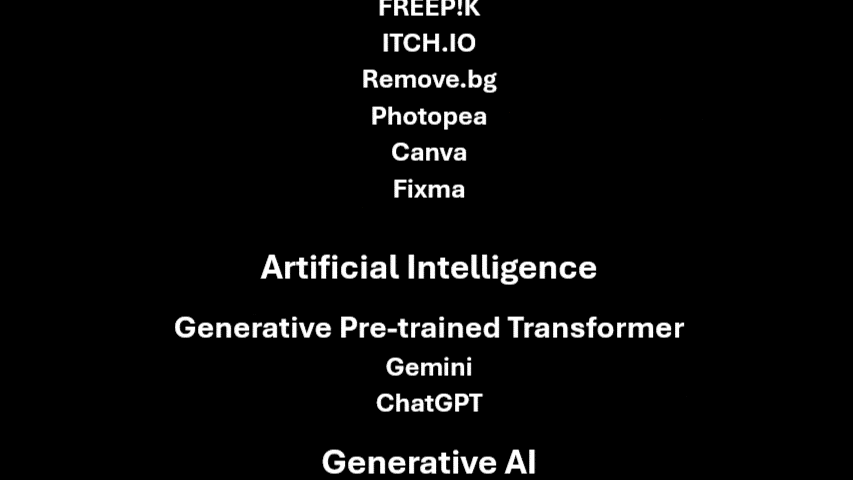 FREEP!K
ITCH.IO
Remove.bg
Photopea
Canva
Fixma
Artificial Intelligence
Generative Pre-trained Transformer
Gemini
ChatGPT
Generative AI